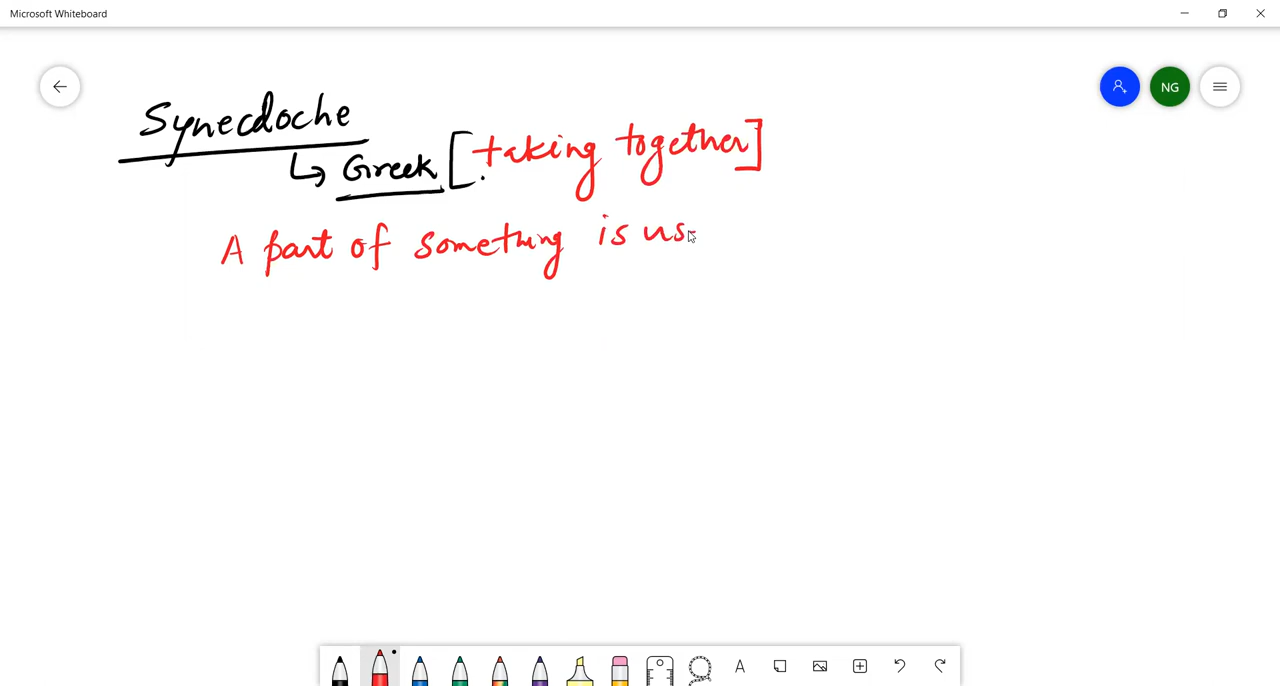 Microsoft Whiteboard
NG
Synecdoche
Greek [taking together]
A part of something is us
A